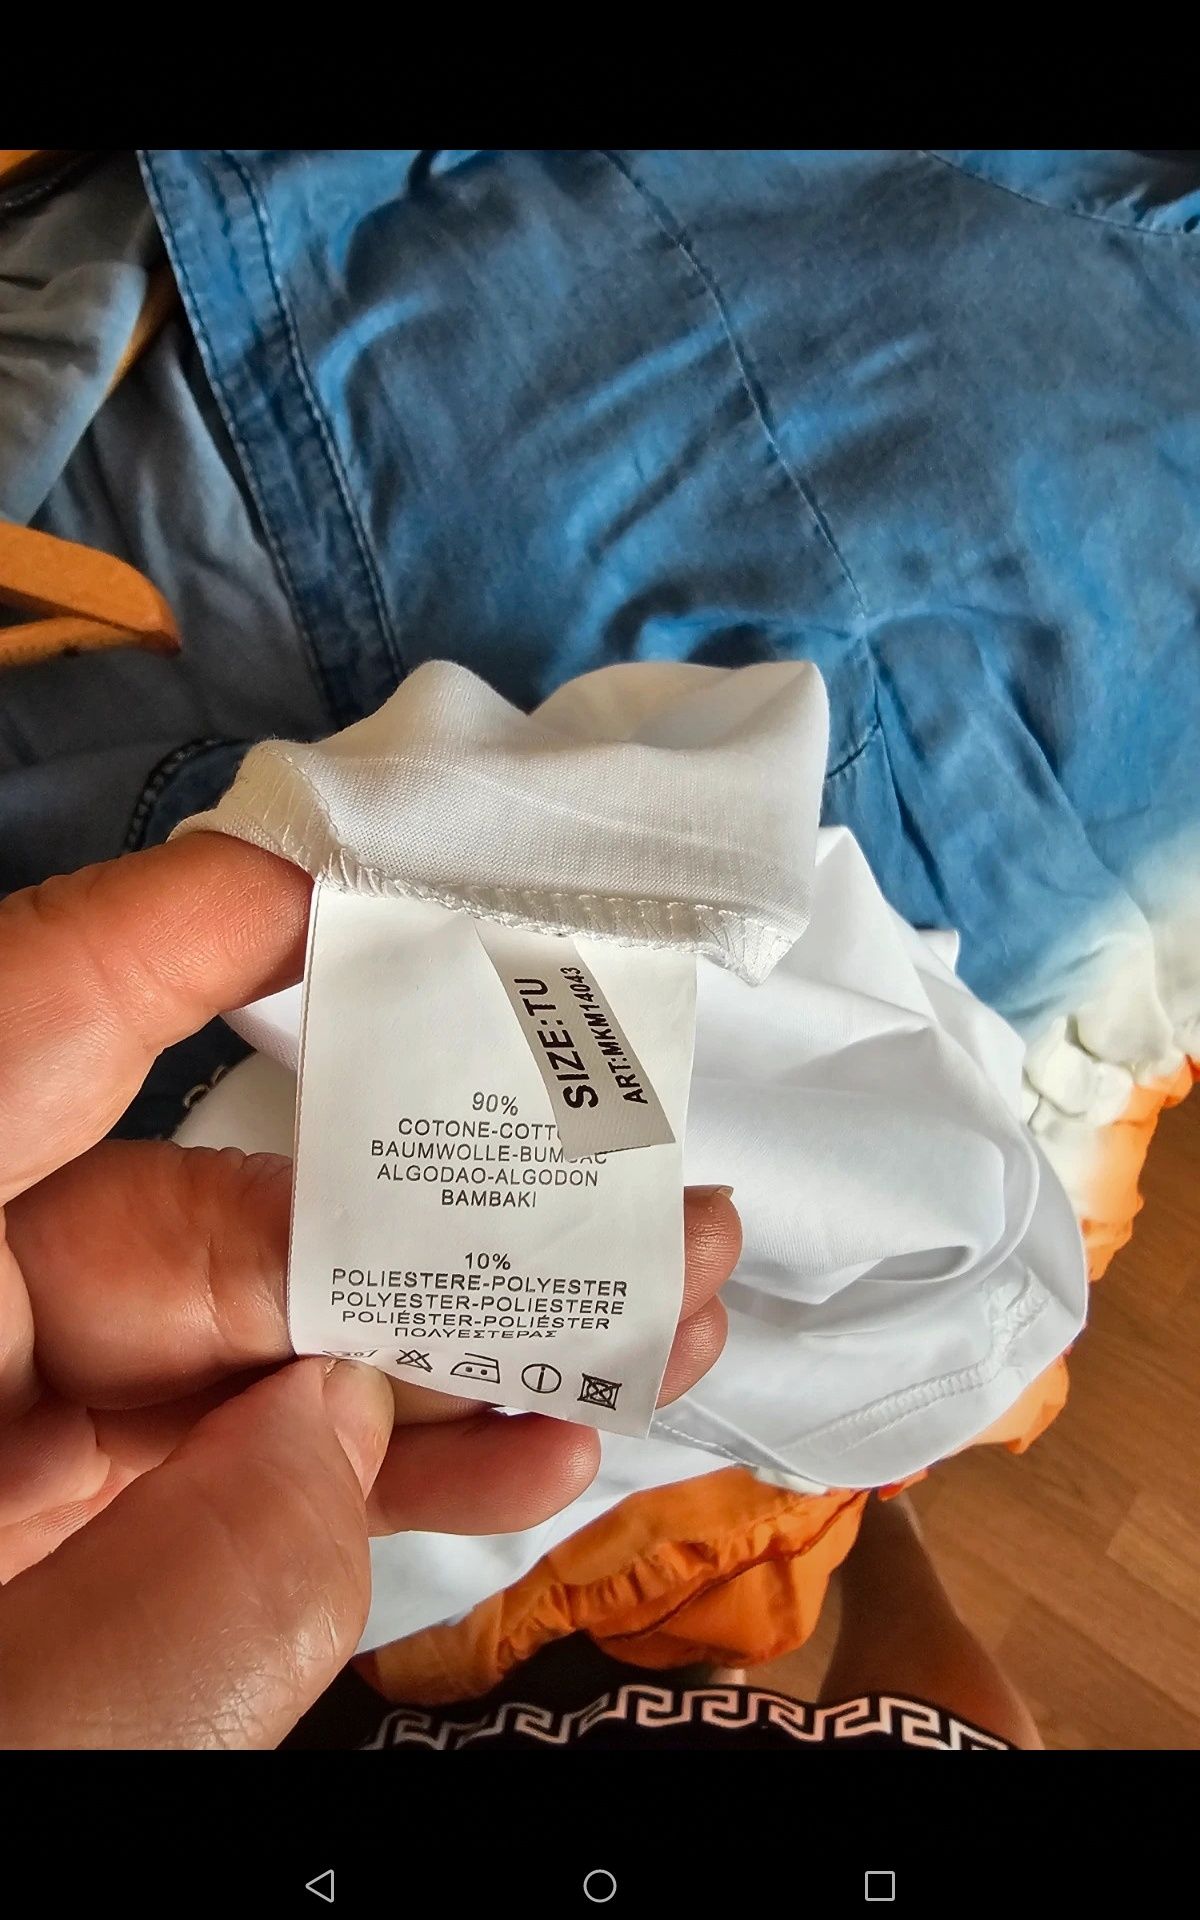 SIZE:TU
ART:MKM14043
90%
COTONE-COTTO
BAUMWOLLE-BUMBAC
ALGODAO-ALGODON
BAMBAKI
10%
POLIESTERE-POLYESTER
POLYESTER-POLIESTERE
POLIÉSTER-POLIÉSTER
ΠΟΛΥΕΣΤΕΡΑΣ